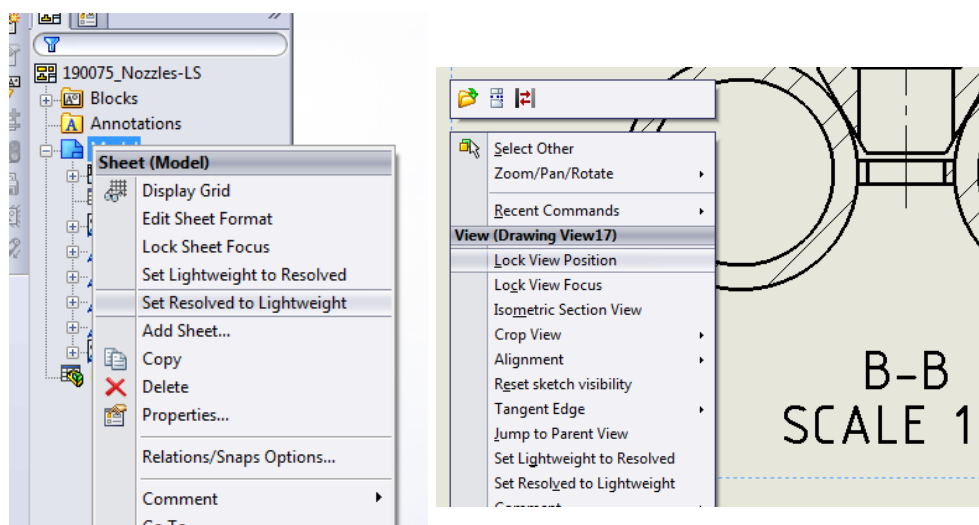 190075_Nozzles-LS
Blocks
Annotations
Sheet (Model)
Display Grid
Edit Sheet Format
Lock Sheet Focus
Set Lightweight to Resolved
Set Resolved to Lightweight
Add Sheet...
Copy
Delete
Properties...
Relations/Snaps Options...
Comment
Select Other
Zoom/Pan/Rotate
Recent Commands
View (Drawing View17)
Lock View Position
Lock View Focus
Isometric Section View
Crop View
Alignment
Reset sketch visibility
Tangent Edge
Jump to Parent View
Set Lightweight to Resolved
Set Resolved to Lightweight
B-B
SCALE 1